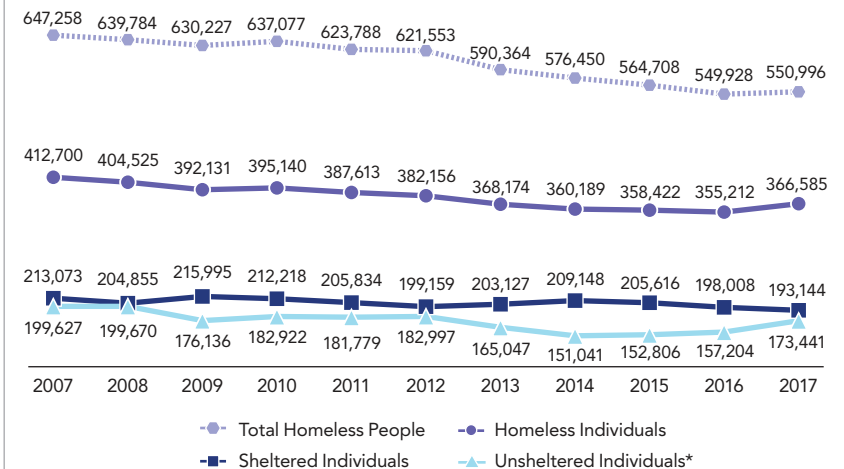 647,258 639,784 630,227 637,077 623,788 621,553 590,364 576,450 564,708 549,928 550,996
412,700 404,525 392,131 395,140 387,613 382,156 368,174 360,189 358,422 355,212 366,585
213,073 204,855 215,995 212,218 205,834 199,159 203,127 209,148 205,616 198,008 193,144
199,627 199,670 176,136 182,922 181,779 182,997 165,047 151,041 152,806 157,204 173,441
2007 2008 2009 2010 2011 2012 2013 2014 2015 2016 2017
Total Homeless People Homeless Individuals
Sheltered Individuals Unsheltered Individuals*